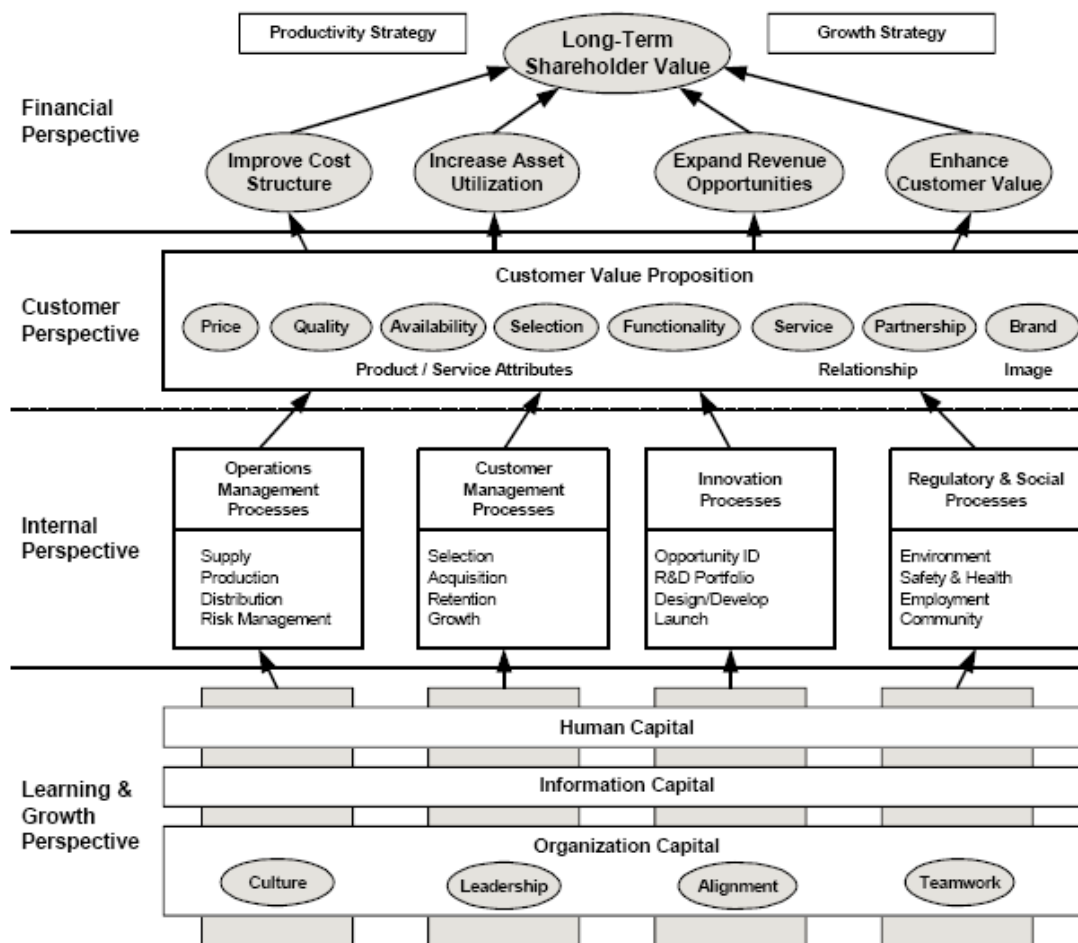 Productivity Strategy
Growth Strategy
Long-Term
Shareholder Value
Financial
Perspective
Improve Cost
Structure
Increase Asset
Utilization
Expand Revenue
Opportunities
Enhance
Customer Value
Customer
Perspective
Customer Value Proposition
Price
Quality
Availability
Selection
Functionality
Service
Partnership
Brand
Product / Service Attributes
Relationship
Image
Internal
Perspective
Operations
Management
Processes
Supply
Production
Distribution
Risk Management
Customer
Management
Processes
Selection
Acquisition
Retention
Growth
Innovation
Processes
Opportunity ID
R&D Portfolio
Design/Develop
Launch
Regulatory & Social
Processes
Environment
Safety & Health
Employment
Community
Learning &
Growth
Perspective
Human Capital
Information Capital
Organization Capital
Culture
Leadership
Alignment
Teamwork